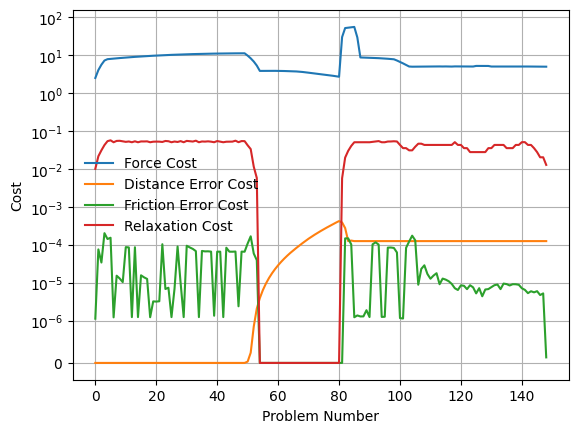 10²
10¹
10⁰
10⁻¹
10⁻²
10⁻³
10⁻⁴
10⁻⁵
10⁻⁶
0
Cost
Force Cost
Distance Error Cost
Friction Error Cost
Relaxation Cost
0 20 40 60 80 100 120 140
Problem Number